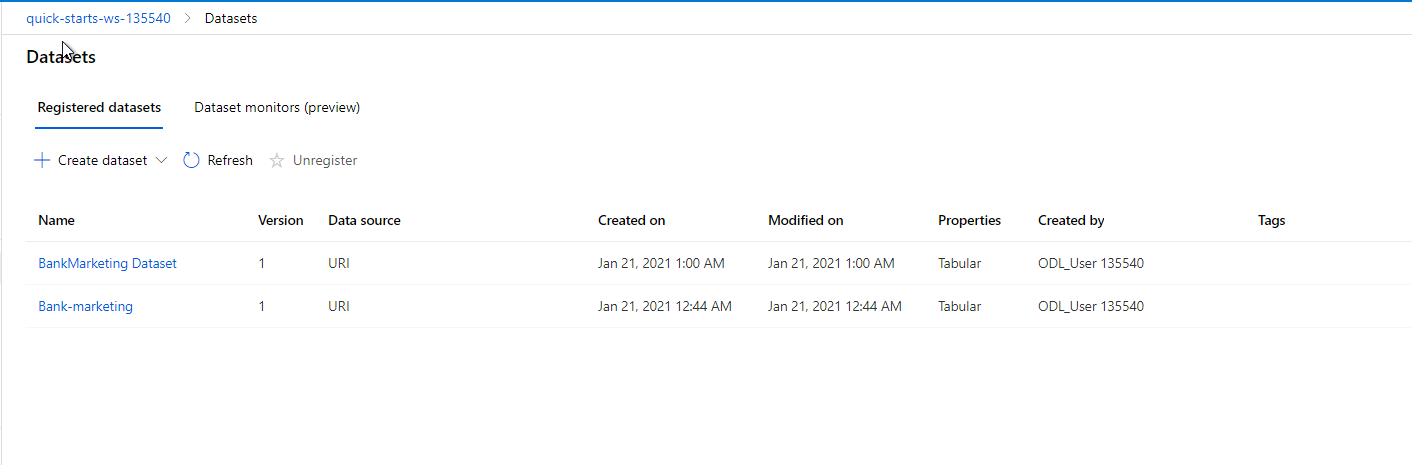 quick-starts-ws-135540 > Datasets
Datasets
Registered datasets Dataset monitors (preview)
Create dataset Refresh Unregister
Name Version Data source Created on Modified on Properties Created by Tags
BankMarketing Dataset 1 URI Jan 21, 2021 1:00 AM Jan 21, 2021 1:00 AM Tabular ODL_User 135540
Bank-marketing 1 URI Jan 21, 2021 12:44 AM Jan 21, 2021 12:44 AM Tabular ODL_User 135540